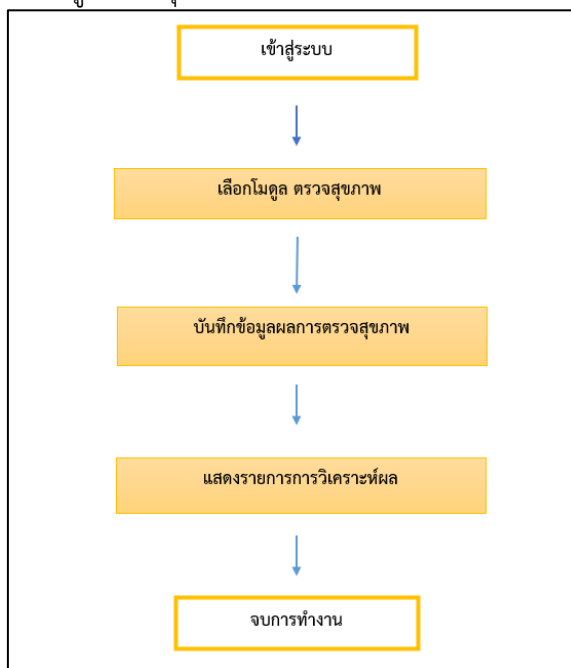 เข้าสู่ระบบ
เลือกโมดูล ตรวจสุขภาพ
บันทึกข้อมูลผลการตรวจสุขภาพ
แสดงรายการการวิเคราะห์ผล
จบการทำงาน